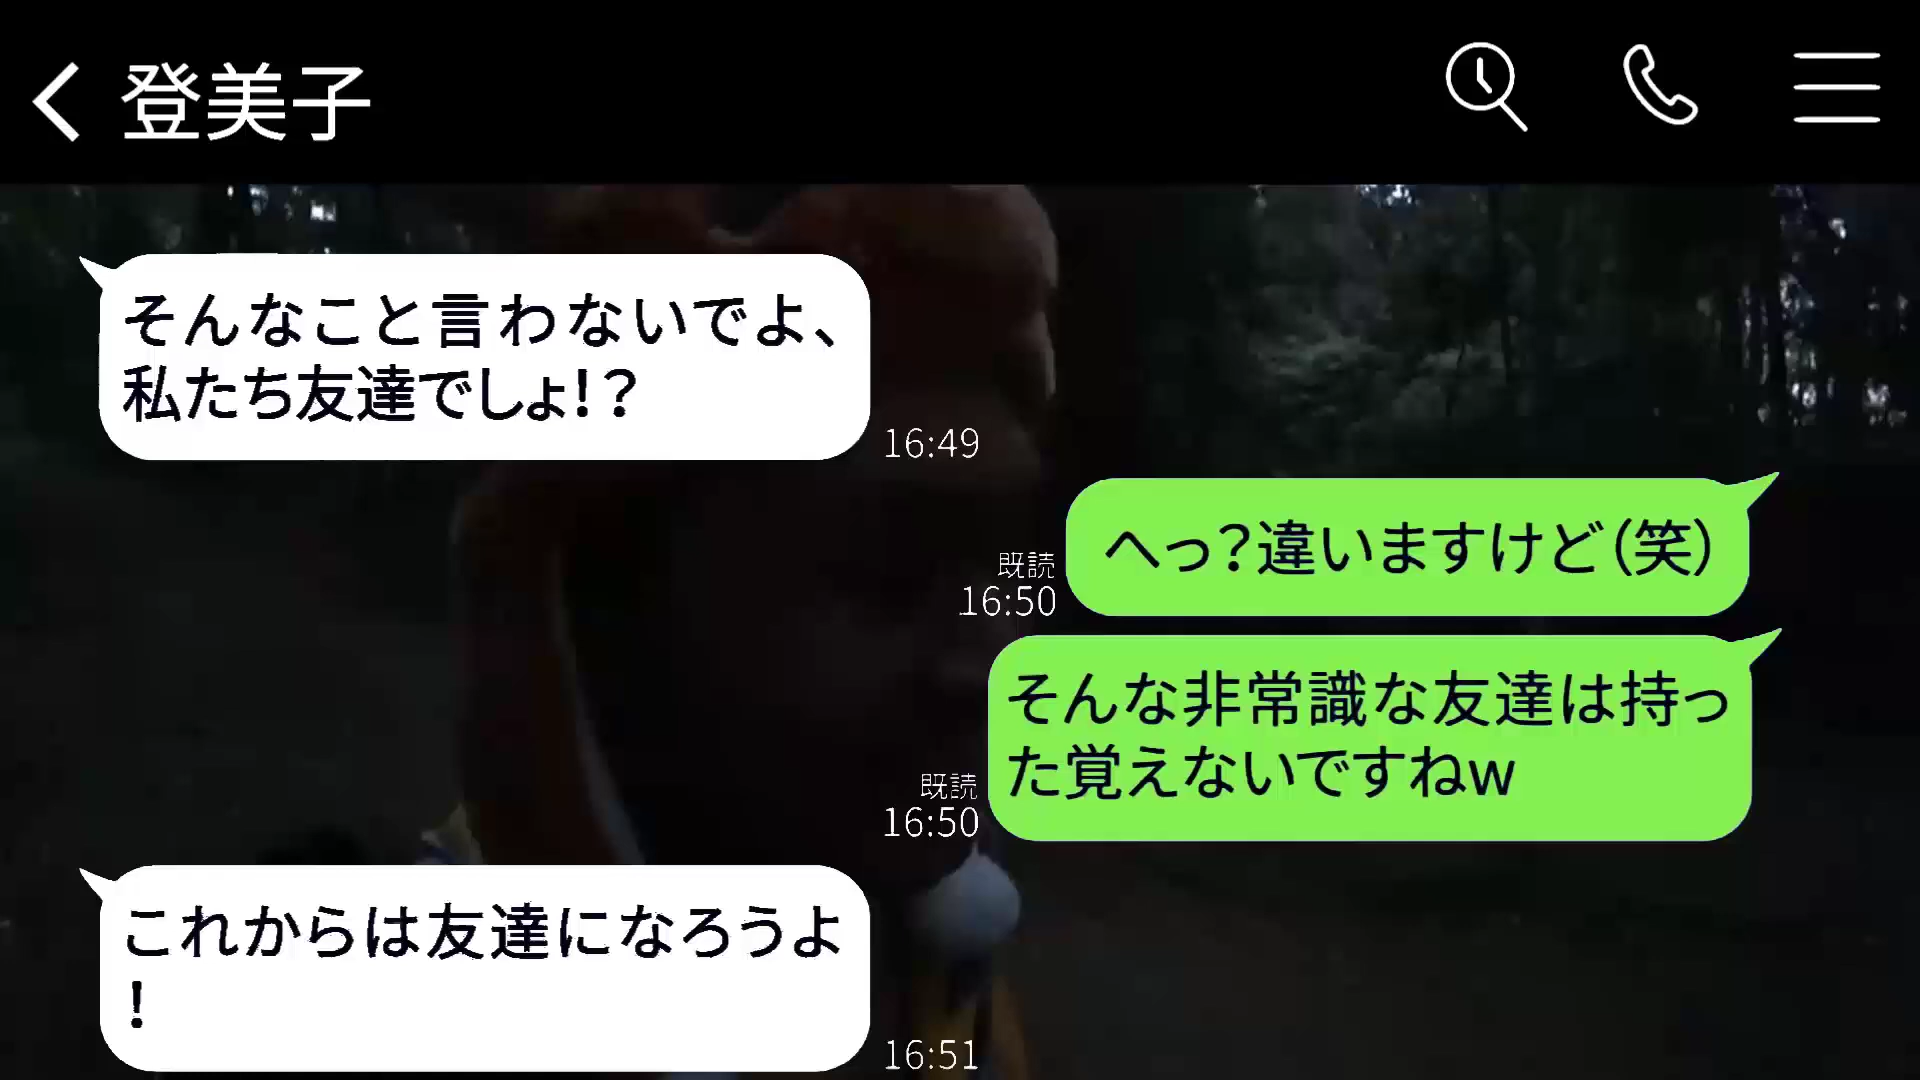 登美子
そんなこと言わないでよ、
私たち友達でしょ!？
16:49
へっ？違いますけど（笑）
既読
16:50
そんな非常識な友達は持っ
た覚えないですねw
既読
16:50
これからは友達になろうよ
！
16:51